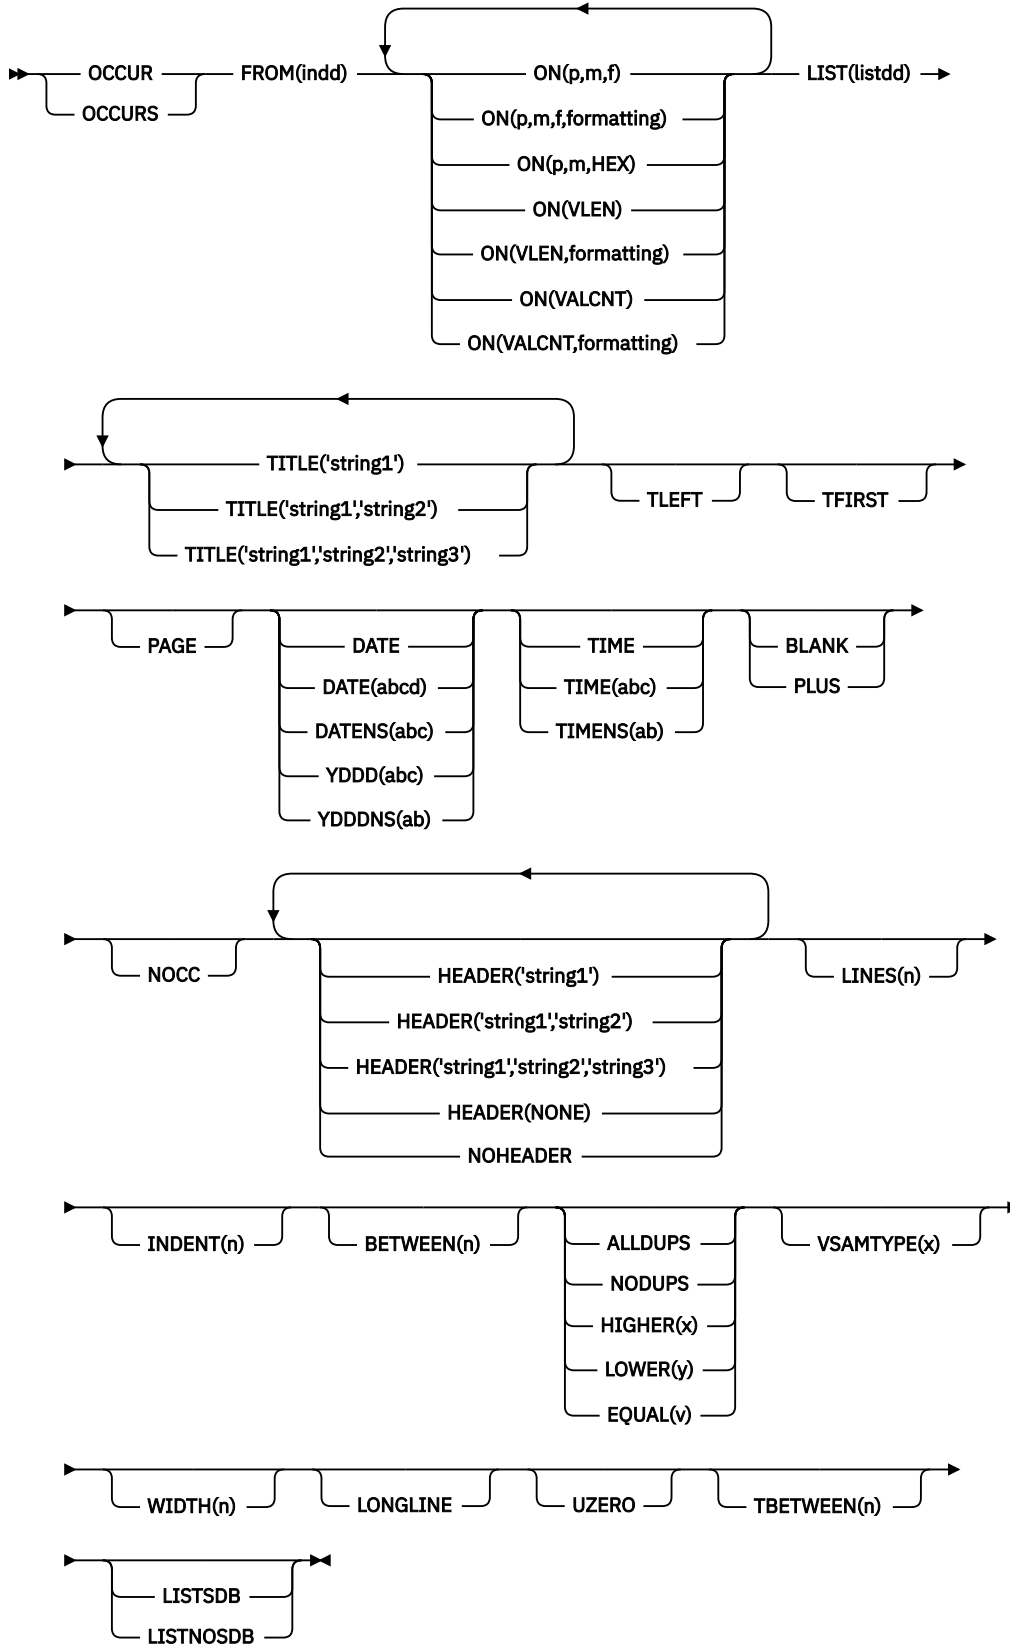 OCCUR FROM(indd) ON(p,m,f) LIST(listdd)
OCCURS
ON(p,m,f,formatting)
ON(p,m,HEX)
ON(VLEN)
ON(VLEN,formatting)
ON(VALCNT)
ON(VALCNT,formatting)
TITLE('string1')
TITLE('string1','string2')
TITLE('string1','string2','string3')
TLEFT TFIRST
PAGE DATE TIME BLANK
DATE(abcd) TIME(abc) PLUS
DATENS(abc) TIMENS(ab)
YDDD(abc)
YDDDNS(ab)
NOCC HEADER('string1') LINES(n)
HEADER('string1','string2')
HEADER('string1','string2','string3')
HEADER(NONE)
NOHEADER
INDENT(n) BETWEEN(n) ALLDUPS VSAMTYPE(x)
NODUPS
HIGHER(x)
LOWER(y)
EQUAL(v)
WIDTH(n) LONGLINE UZERO TBETWEEN(n)
LISTSDB
LISTNOSDB